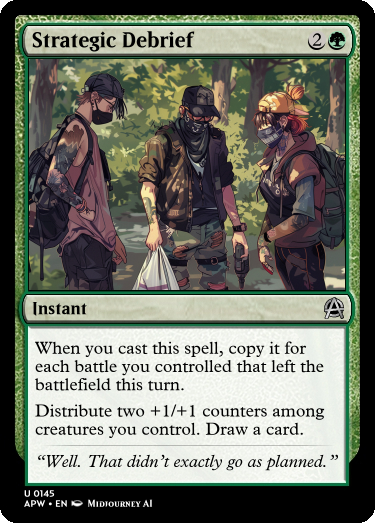 Strategic Debrief 2
Instant
When you cast this spell, copy it for
each battle you controlled that left the
battlefield this turn.
Distribute two +1/+1 counters among
creatures you control. Draw a card.
“Well. That didn’t exactly go as planned.”
U 0145
APW • EN Midjourney AI